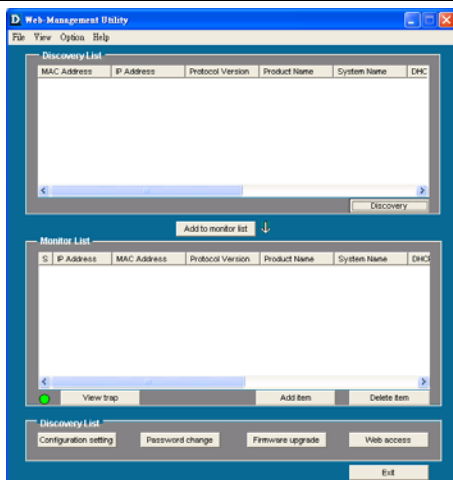 D Web-Management Utility
File View Option Help
Discovery List
MAC Address IP Address Protocol Version Product Name System Name DHC
Discovery
Add to monitor list
Monitor List
S IP Address MAC Address Protocol Version Product Name System Name DHCP
View trap Add item Delete item
Discovery List
Configuration setting Password change Firmware upgrade Web access
Exit